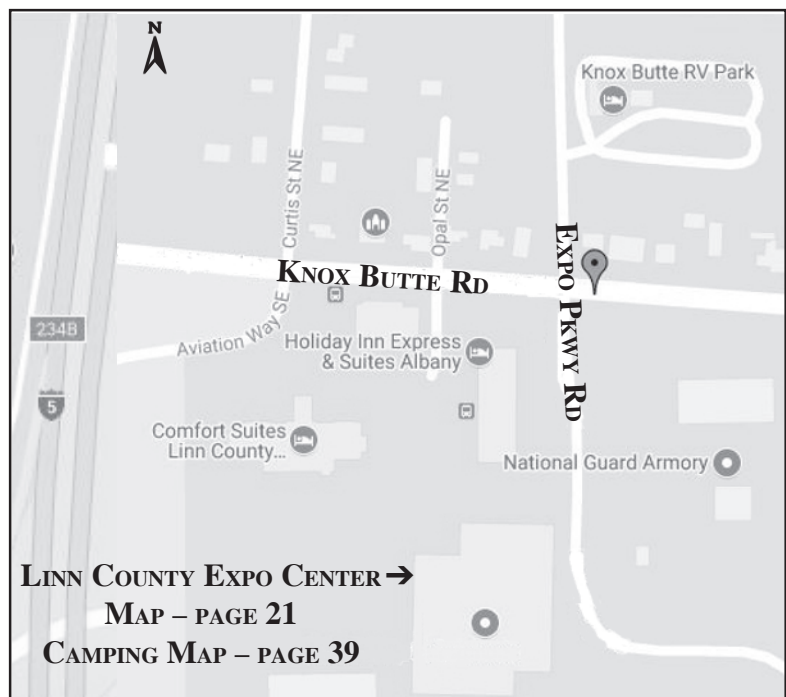 N
Knox Butte RV Park
Curtis St NE
Opal St NE
Knox Butte Rd
Expo Pkwy Rd
234B
Aviation Way SE
Holiday Inn Express
& Suites Albany
5
Comfort Suites
Linn County...
National Guard Armory
Linn County Expo Center →
Map – page 21
Camping Map – page 39